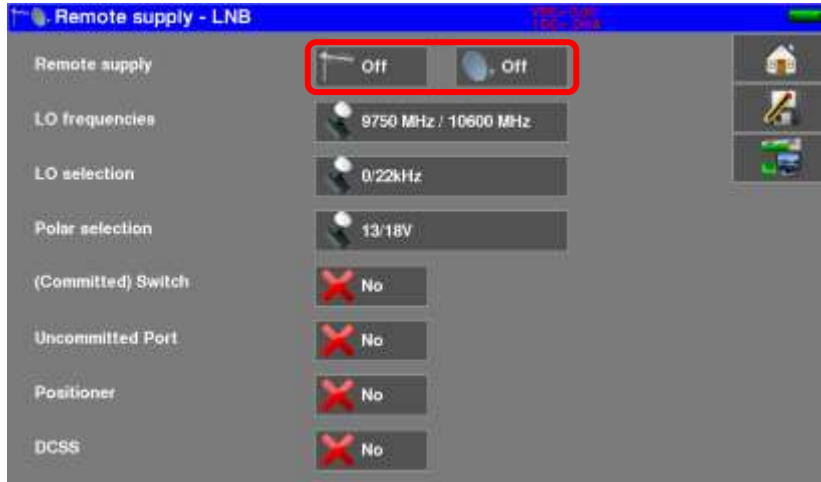 Remote supply - LNB
Remote supply Off Off
LO frequencies 9750 MHz / 10600 MHz
LO selection 0/22kHz
Polar selection 13/18V
(Committed) Switch No
Uncommitted Port No
Positioner No
DCSS No